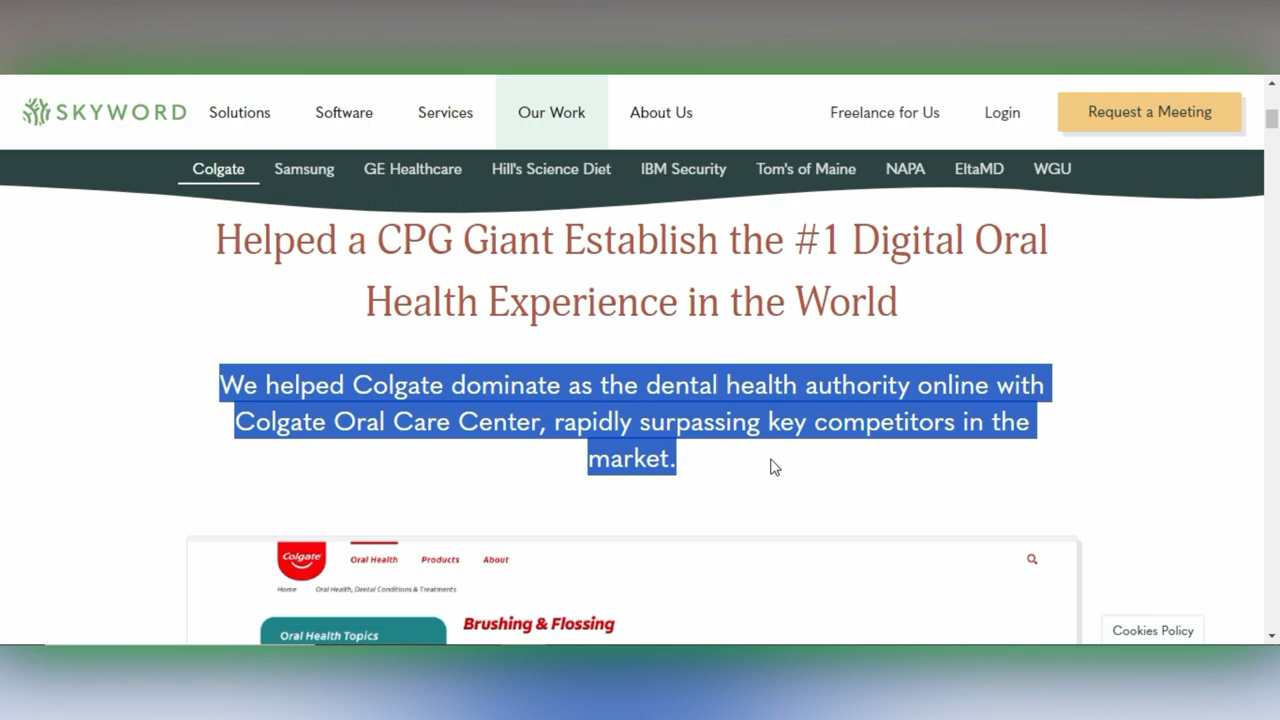 SKYWORD Solutions Software Services Our Work About Us Freelance for Us Login Request a Meeting
Colgate Samsung GE Healthcare Hill's Science Diet IBM Security Tom's of Maine NAPA EltaMD WGU
Helped a CPG Giant Establish the #1 Digital Oral
Health Experience in the World
We helped Colgate dominate as the dental health authority online with
Colgate Oral Care Center, rapidly surpassing key competitors in the
market.
Colgate Oral Health Products About
Home Oral Health, Dental Conditions & Treatments
Brushing & Flossing
Oral Health Topics
Cookies Policy